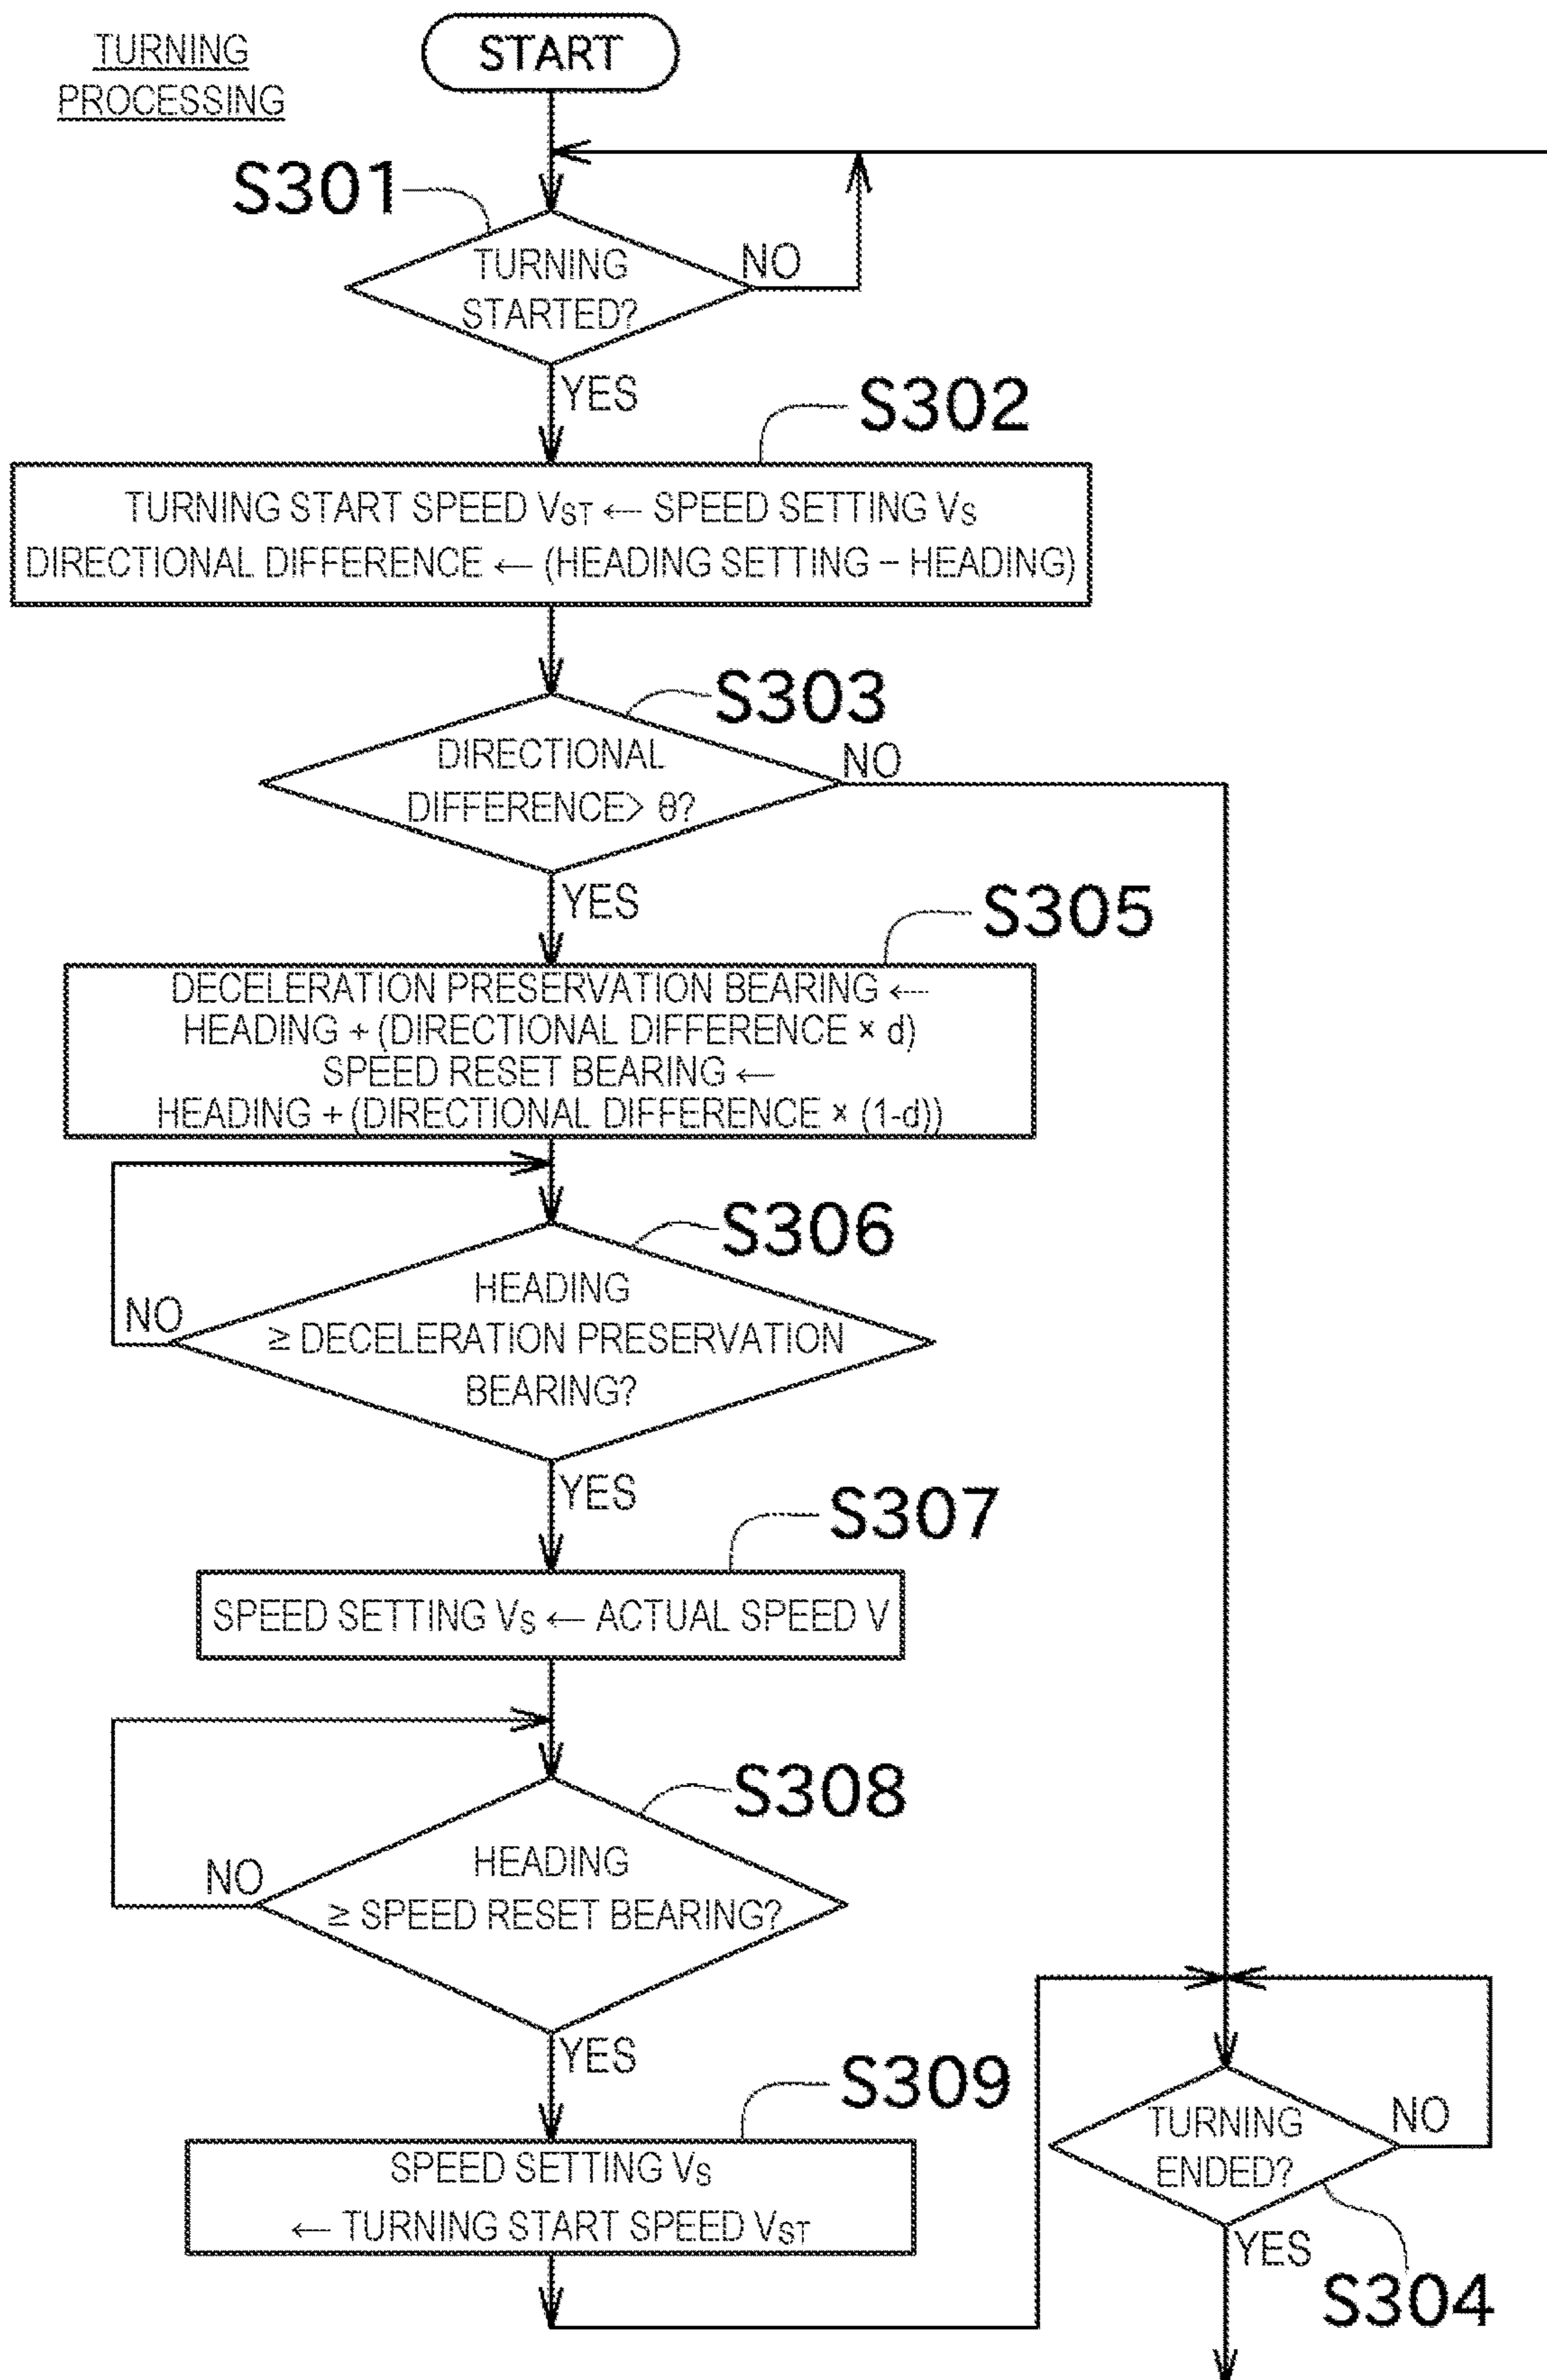 TURNING
PROCESSING
START
S301
TURNING
STARTED?
NO
YES
S302
TURNING START SPEED VST ← SPEED SETTING VS
DIRECTIONAL DIFFERENCE ← (HEADING SETTING − HEADING)
S303
DIRECTIONAL
DIFFERENCE> θ?
NO
YES
S305
DECELERATION PRESERVATION BEARING ←
HEADING + (DIRECTIONAL DIFFERENCE × d)
SPEED RESET BEARING ←
HEADING + (DIRECTIONAL DIFFERENCE × (1-d))
S306
HEADING
≥ DECELERATION PRESERVATION
BEARING?
NO
YES
S307
SPEED SETTING VS ← ACTUAL SPEED V
S308
HEADING
≥ SPEED RESET BEARING?
NO
YES
S309
SPEED SETTING VS
← TURNING START SPEED VST
TURNING
ENDED?
NO
YES
S304